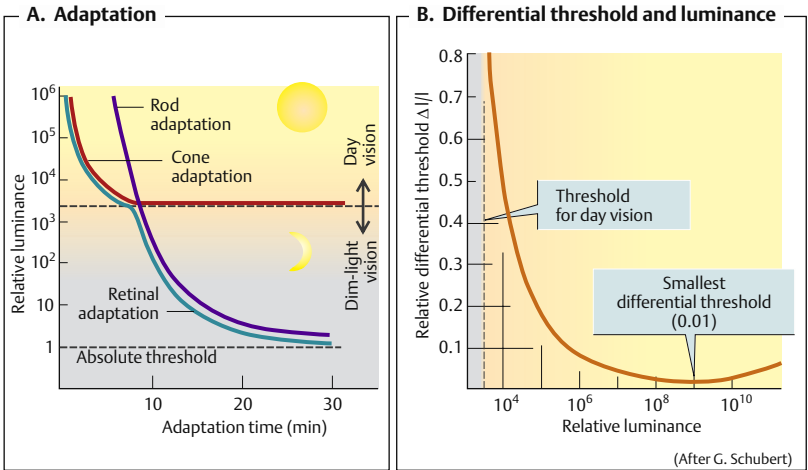 A. Adaptation
Relative luminance
10⁶
10⁵
10⁴
10³
10²
10
1
Rod
adaptation
Cone
adaptation
Day
vision
Dim-light
vision
Retinal
adaptation
Absolute threshold
10
20
30
Adaptation time (min)
B. Differential threshold and luminance
Relative differential threshold ΔI/I
0.8
0.7
0.6
0.5
0.4
0.3
0.2
0.1
Threshold
for day vision
Smallest
differential threshold
(0.01)
10⁴
10⁶
10⁸
10¹⁰
Relative luminance
(After G. Schubert)